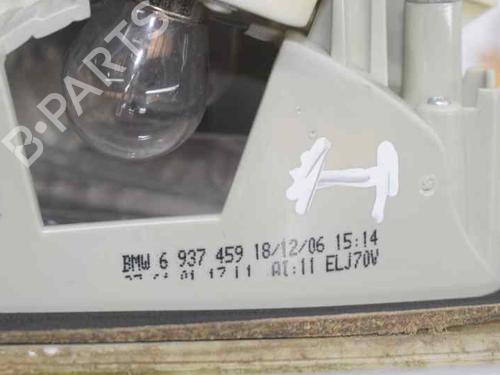 B-PARTS
BMW 6 937 459 18/12/06 15:14
AI:11 ELJ70V